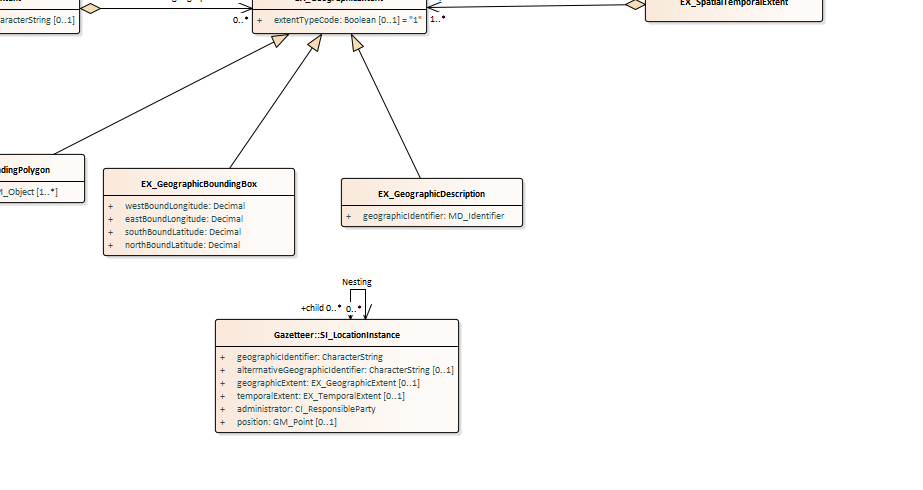 EX_SpatialTemporalExtent
aracterString [0..1]
0..*
+ extentTypeCode: Boolean [0..1] = "1"
1..*
dingPolygon
M_Object [1..*]
EX_GeographicBoundingBox
+ westBoundLongitude: Decimal
+ eastBoundLongitude: Decimal
+ southBoundLatitude: Decimal
+ northBoundLatitude: Decimal
EX_GeographicDescription
+ geographicIdentifier: MD_Identifier
Nesting
+child 0..* 0..*
Gazetteer::SI_LocationInstance
+ geographicIdentifier: CharacterString
+ alternativeGeographicIdentifier: CharacterString [0..1]
+ geographicExtent: EX_GeographicExtent [0..1]
+ temporalExtent: EX_TemporalExtent [0..1]
+ administrator: CI_ResponsibleParty
+ position: GM_Point [0..1]